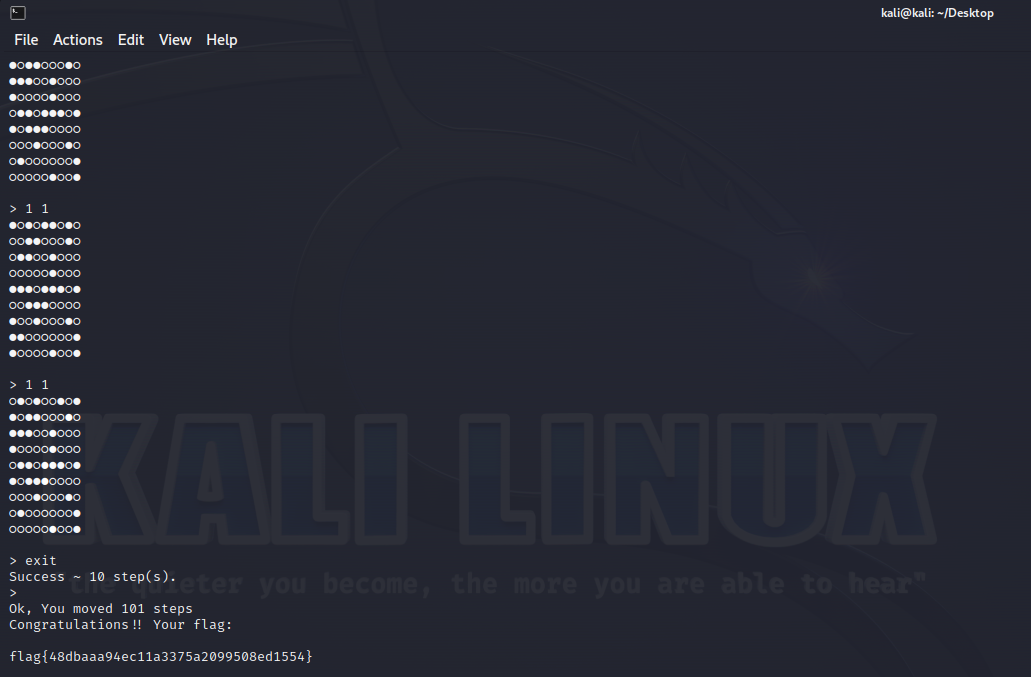 kali@kali: ~/Desktop
File Actions Edit View Help
●○●●○○○●○
●●●○○●○○○
●○○○○●○○○
○●●○●●●○●
●○●●●○○○○
○○○●○○○●○
○●○○○○○○●
○○○○○●○○●
> 1 1
●○●○●●○●○
○○●●○○○●○
○●●○○●○○○
○○○○○●○○○
●●●○●●●○●
○○●●●○○○○
●○○●○○○●○
●●○○○○○○●
●○○○○●○○●
> 1 1
○●○●○○●○●
●○●●○○○●○
●●●○○●○○○
●○○○○●○○○
○●●○●●●○●
●○●●●○○○○
○○○●○○○●○
○●○○○○○○●
○○○○○●○○●
KALI LINUX
> exit
Success ~ 10 step(s).
"the quieter you become, the more you are able to hear"
>
Ok, You moved 101 steps
Congratulations!! Your flag:
flag{48dbaaa94ec11a3375a2099508ed1554}